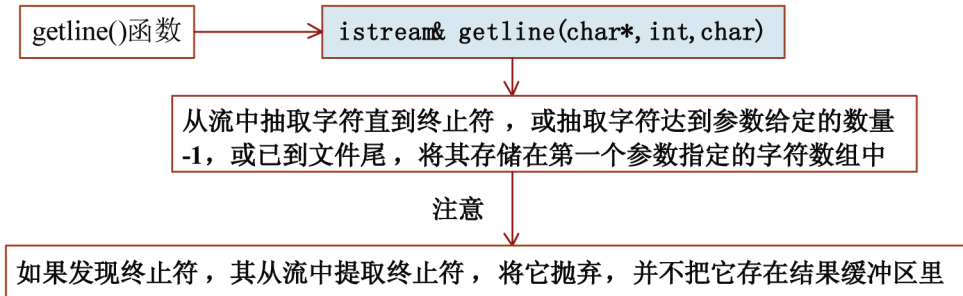 getline()函数
istream& getline(char*,int,char)
从流中抽取字符直到终止符，或抽取字符达到参数给定的数量
-1，或已到文件尾，将其存储在第一个参数指定的字符数组中
注意
如果发现终止符，其从流中提取终止符，将它抛弃，并不把它存在结果缓冲区里